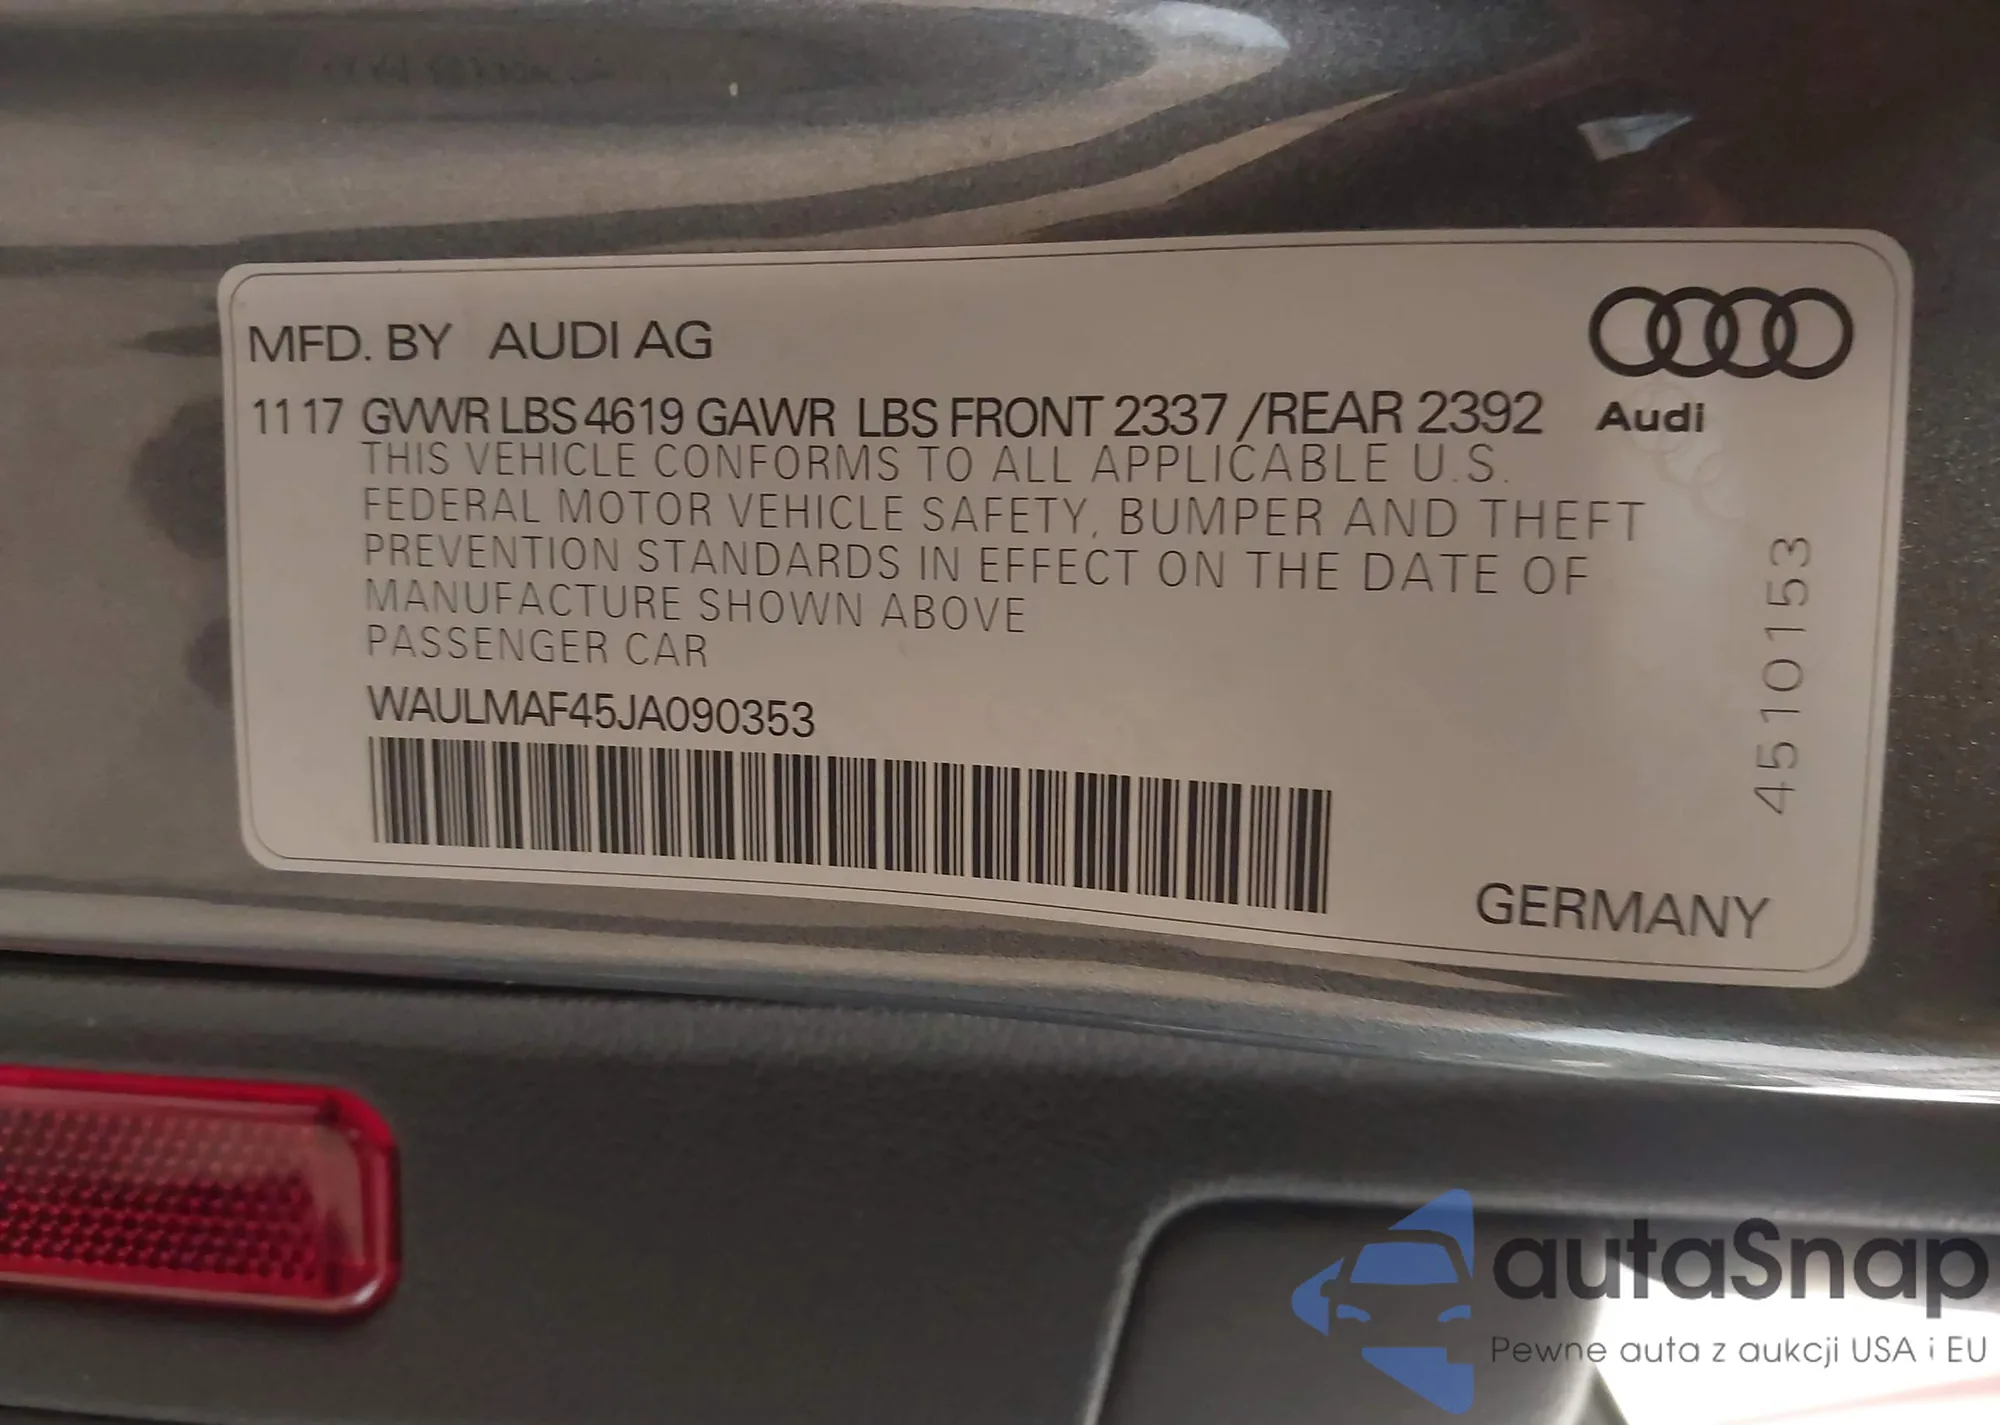 MFD. BY AUDI AG
11 17 GVWR LBS 4619 GAWR LBS FRONT 2337 /REAR 2392
Audi
THIS VEHICLE CONFORMS TO ALL APPLICABLE U.S.
FEDERAL MOTOR VEHICLE SAFETY, BUMPER AND THEFT
PREVENTION STANDARDS IN EFFECT ON THE DATE OF
MANUFACTURE SHOWN ABOVE
PASSENGER CAR
WAULMAF45JA090353
4510153
GERMANY
autaSnap
Pewne auta z aukcji USA i EU